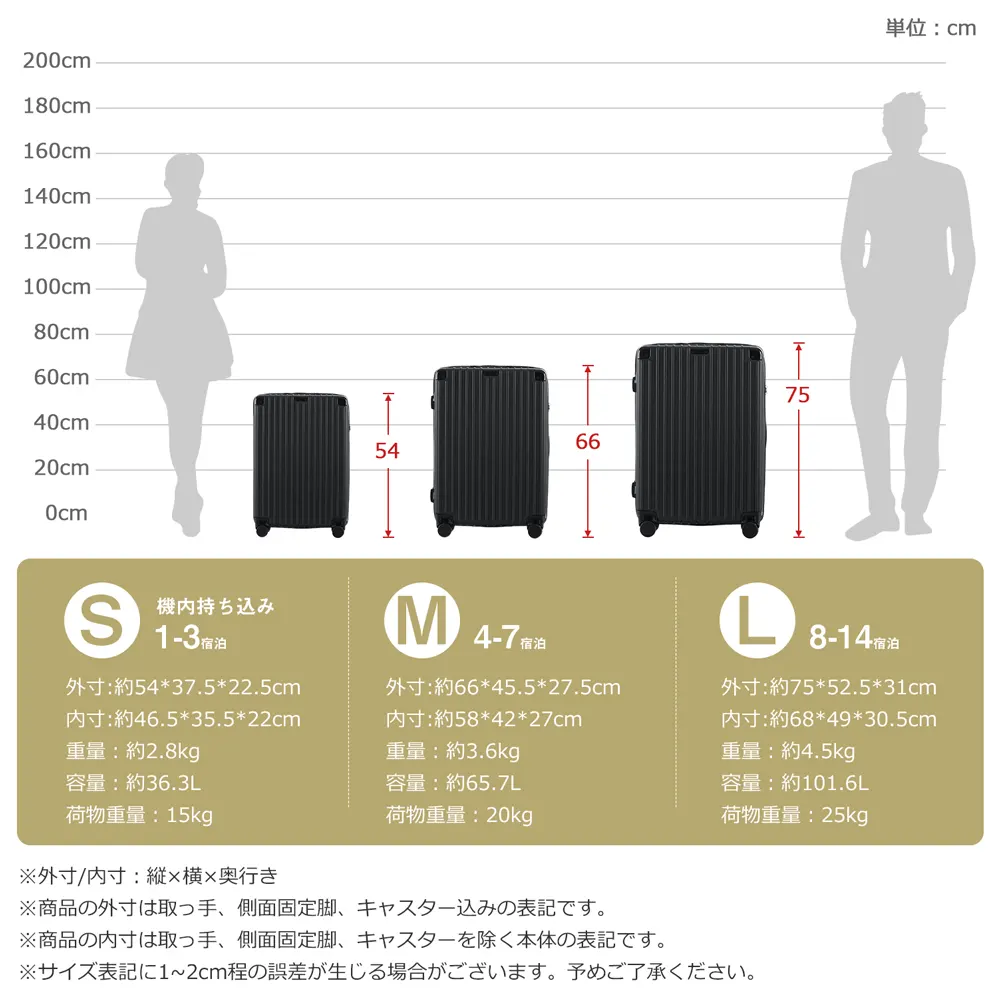 単位：cm
200cm
180cm
160cm
140cm
120cm
100cm
80cm
60cm
40cm
20cm
0cm
54
66
75
S
機内持ち込み
1-3宿泊
外寸:約54*37.5*22.5cm
内寸:約46.5*35.5*22cm
重量：約2.8kg
容量：約36.3L
荷物重量：15kg
M
4-7宿泊
外寸:約66*45.5*27.5cm
内寸:約58*42*27cm
重量：約3.6kg
容量：約65.7L
荷物重量：20kg
L
8-14宿泊
外寸:約75*52.5*31cm
内寸:約68*49*30.5cm
重量：約4.5kg
容量：約101.6L
荷物重量：25kg
※外寸/内寸：縦×横×奥行き
※商品の外寸は取っ手、側面固定脚、キャスター込みの表記です。
※商品の内寸は取っ手、側面固定脚、キャスターを除く本体の表記です。
※サイズ表記に1~2cm程の誤差が生じる場合がございます。予めご了承ください。